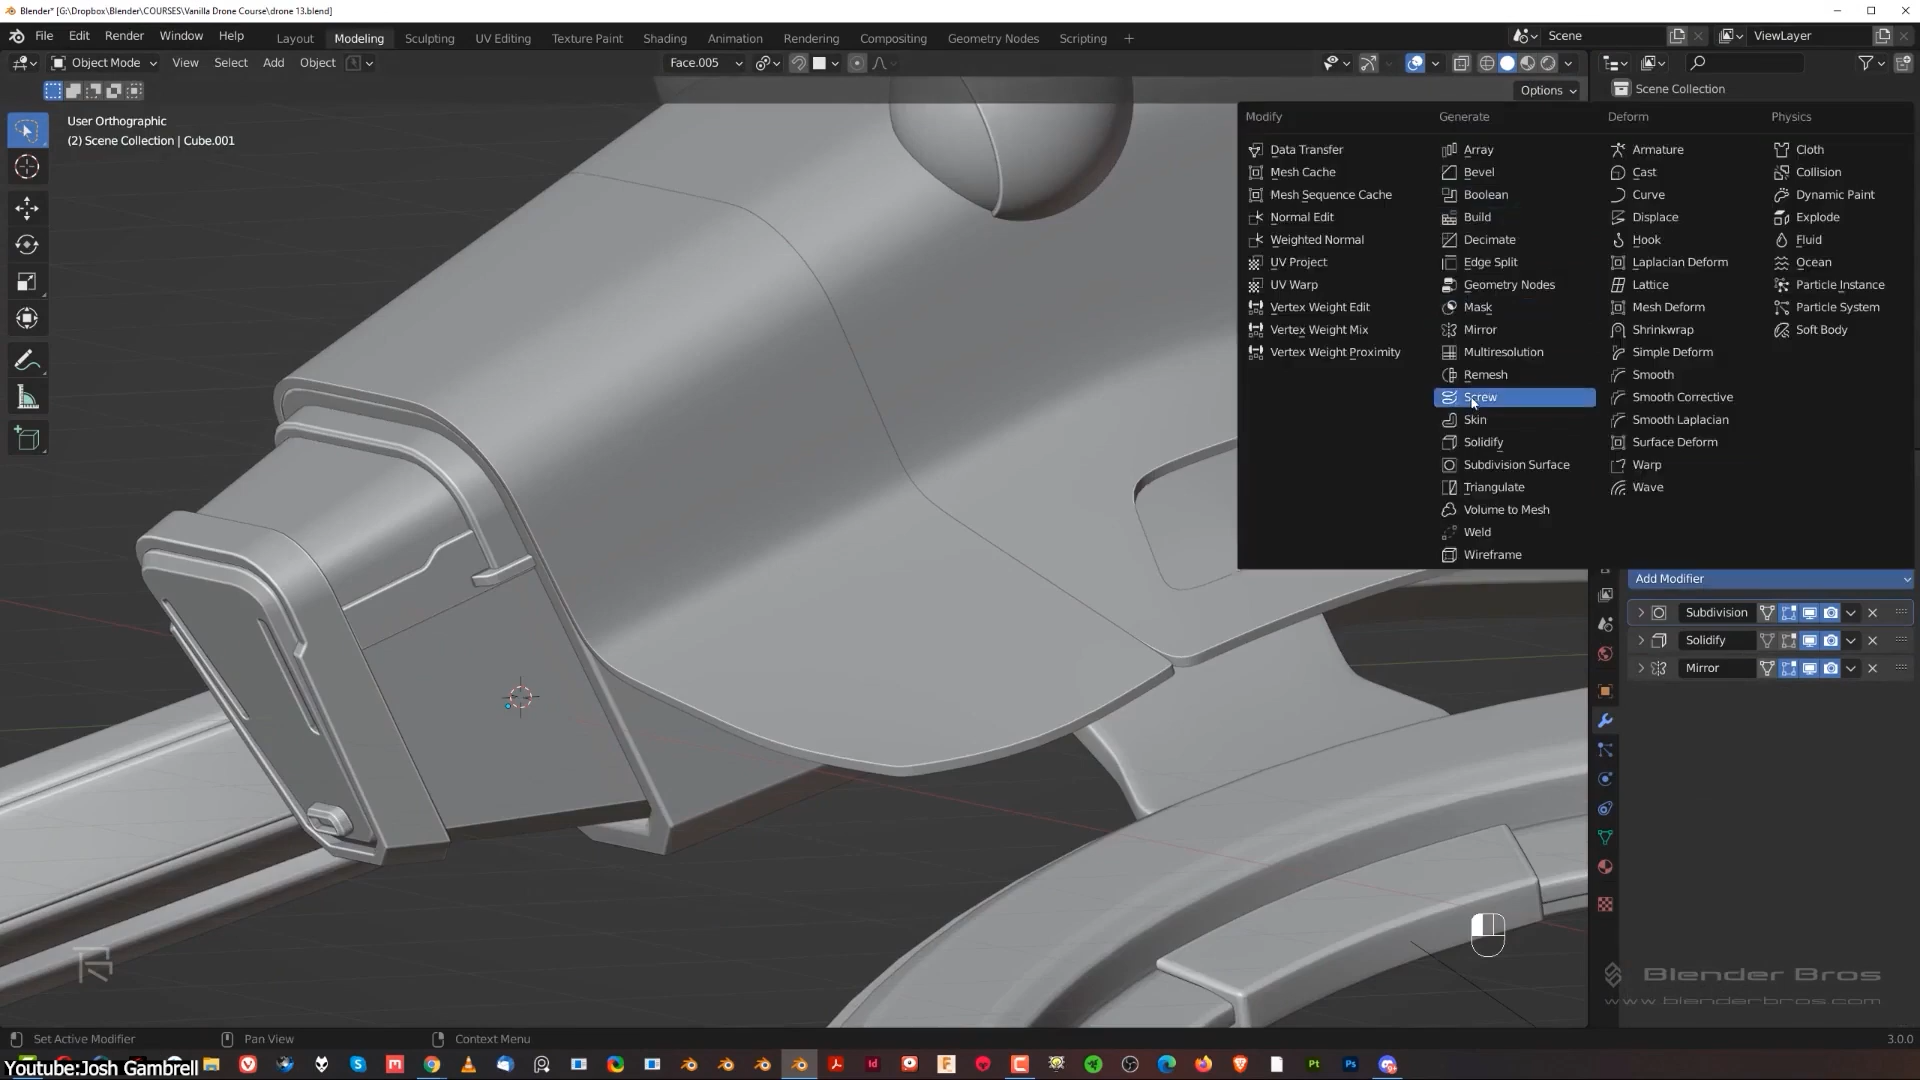 Blender* [G:\Dropbox\Blender\COURSES\Vanilla Drone Course\drone 13.blend]
File Edit Render Window Help Layout Modeling Sculpting UV Editing Texture Paint Shading Animation Rendering Compositing Geometry Nodes Scripting + Scene ViewLayer
Object Mode View Select Add Object Face.005
Options Scene Collection
User Orthographic
(2) Scene Collection | Cube.001
Modify Generate Deform Physics
Data Transfer Array Armature Cloth
Mesh Cache Bevel Cast Collision
Mesh Sequence Cache Boolean Curve Dynamic Paint
Normal Edit Build Displace Explode
Weighted Normal Decimate Hook Fluid
UV Project Edge Split Laplacian Deform Ocean
UV Warp Geometry Nodes Lattice Particle Instance
Vertex Weight Edit Mask Mesh Deform Particle System
Vertex Weight Mix Mirror Shrinkwrap Soft Body
Vertex Weight Proximity Multiresolution Simple Deform
Remesh Smooth
Screw Smooth Corrective
Skin Smooth Laplacian
Solidify Surface Deform
Subdivision Surface Warp
Triangulate Wave
Volume to Mesh
Weld
Wireframe
Add Modifier
Subdivision
Solidify
Mirror
Blender Bros
www.blenderbros.com
Set Active Modifier Pan View Context Menu 3.0.0
Youtube:Josh Gambrell
Id F Pt Ps